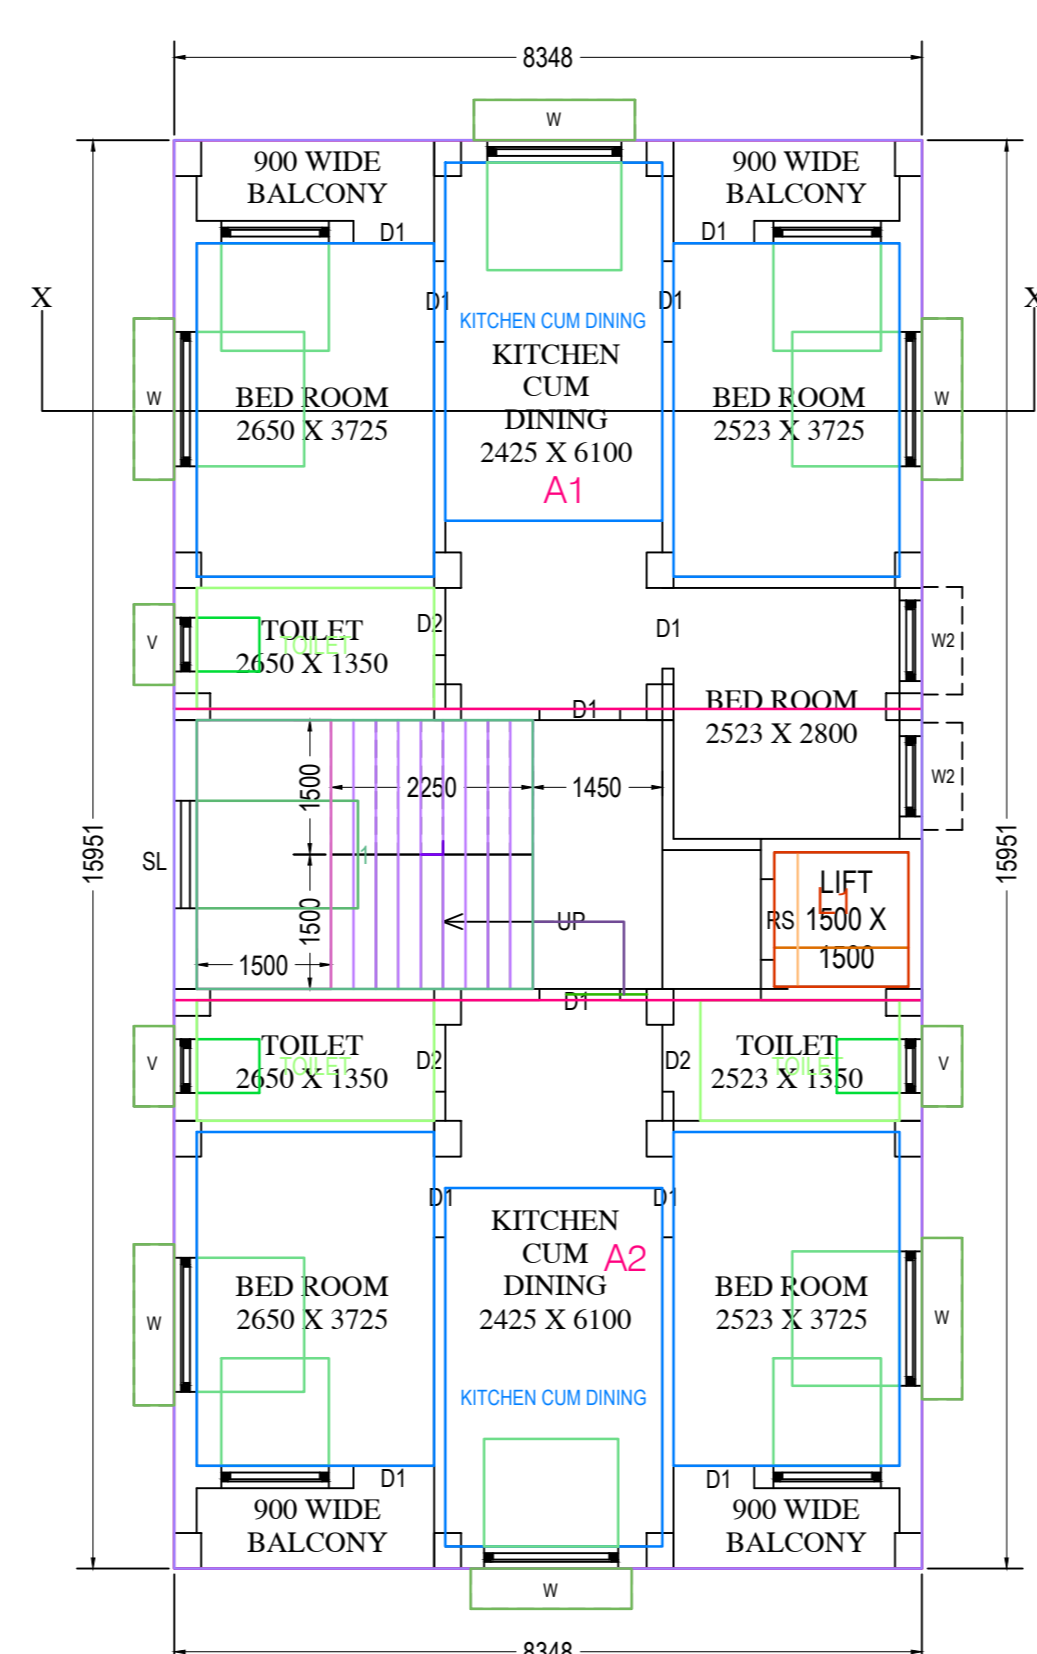 8348
W
900 WIDE
BALCONY
900 WIDE
BALCONY
D1
D1
X
X
D1
D1
KITCHEN CUM DINING
KITCHEN
CUM
DINING
2425 X 6100
A1
W
BED ROOM
2650 X 3725
BED ROOM
2523 X 3725
W
V
TOILET
TOILET
2650 X 1350
D2
D1
W2
D1
BED ROOM
2523 X 2800
1500
2250
1450
W2
15951
SL
1
15951
LIFT
1500 X
1500
RS
1500
UP
1500
D1
V
TOILET
TOILET
2650 X 1350
D2
D2
TOILET
TOILET
2523 X 1350
V
D1
D1
KITCHEN
CUM
DINING
2425 X 6100
A2
W
BED ROOM
2650 X 3725
BED ROOM
2523 X 3725
W
KITCHEN CUM DINING
D1
D1
900 WIDE
BALCONY
900 WIDE
BALCONY
W
8348